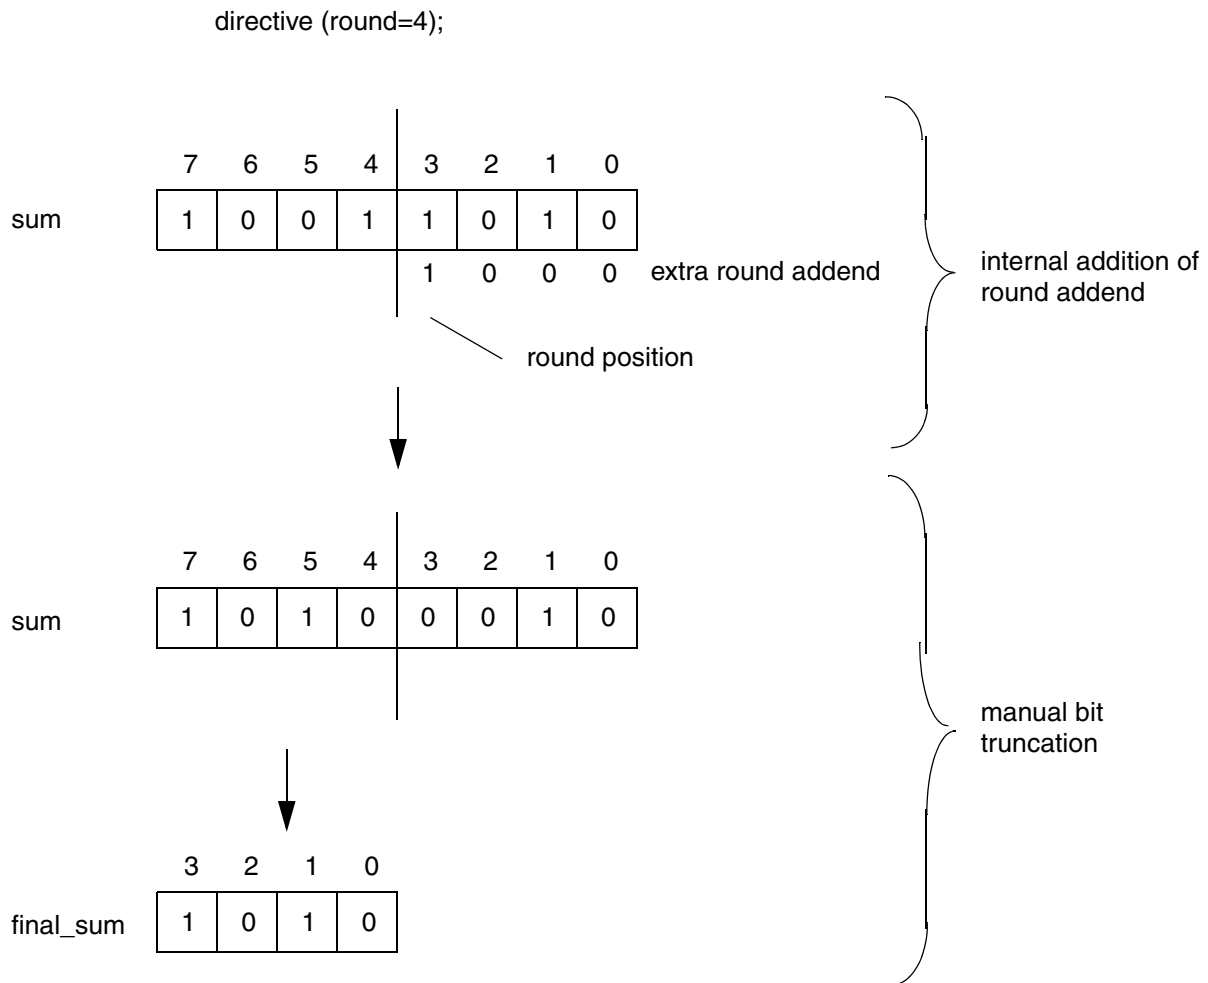 directive (round=4);
7 6 5 4 3 2 1 0
sum 1 0 0 1 1 0 1 0
1 0 0 0 extra round addend
internal addition of
round addend
round position
7 6 5 4 3 2 1 0
sum 1 0 1 0 0 0 1 0
manual bit
truncation
3 2 1 0
final_sum 1 0 1 0